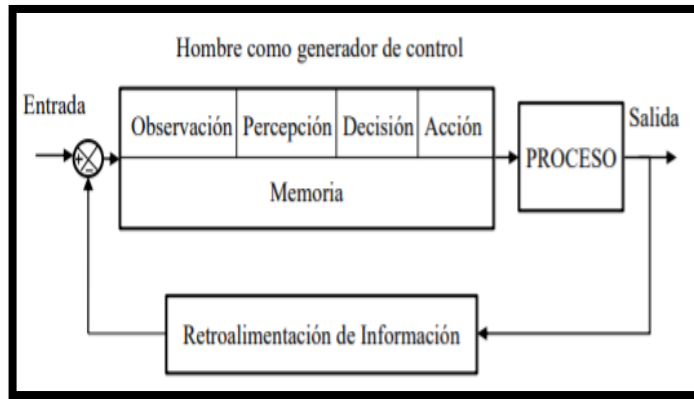 Hombre como generador de control
Entrada
Observación Percepción Decisión Acción
Salida
+
-
PROCESO
Memoria
Retroalimentación de Información